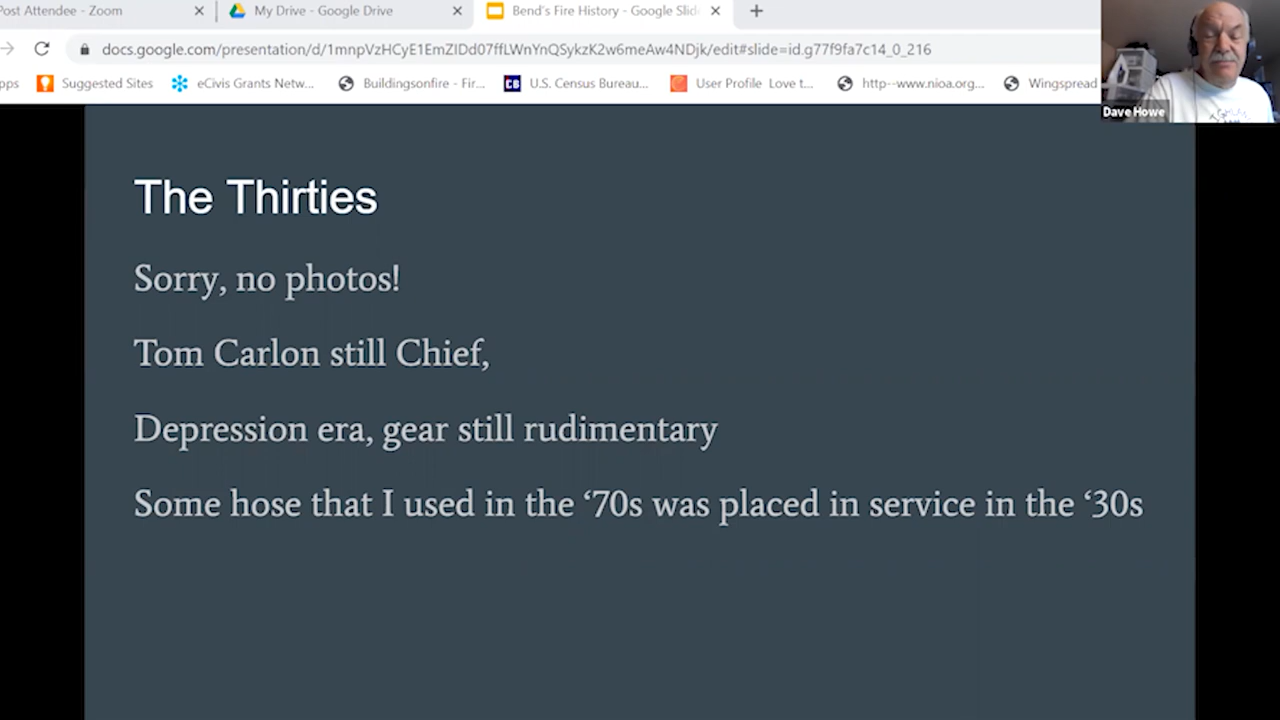 Post Attendee - Zoom
My Drive - Google Drive
Bend's Fire History - Google Slid
docs.google.com/presentation/d/1mnpVzHCyE1EmZIDd07ffLWnYnQSykzK2w6meAw4NDjk/edit#slide=id.g77f9fa7c14_0_216
pps
Suggested Sites
eCivis Grants Netw...
Buildingsonfire - Fir...
CB
U.S. Census Bureau...
User Profile Love t...
http--www.nioa.org...
Wingspread
Dave Howe
The Thirties
Sorry, no photos!
Tom Carlon still Chief,
Depression era, gear still rudimentary
Some hose that I used in the ‘70s was placed in service in the ‘30s